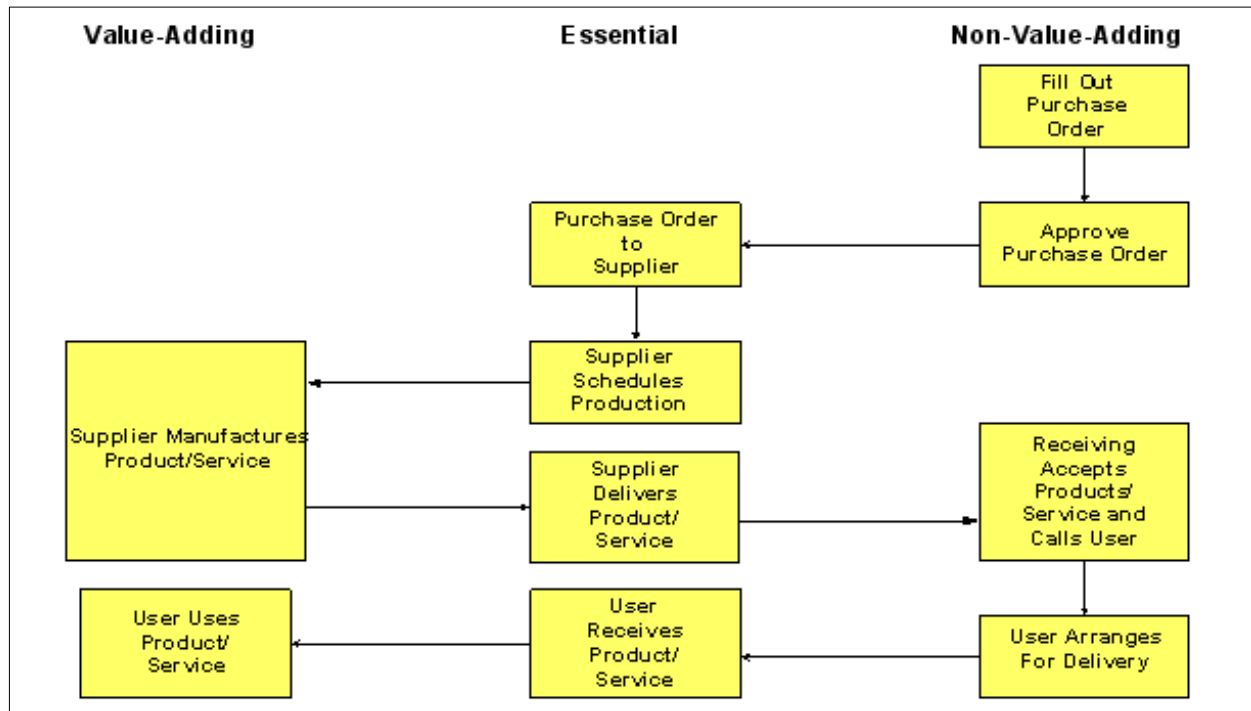 Value-Adding
Essential
Non-Value-Adding
Fill Out
Purchase
Order
Purchase Order
to
Supplier
Approve
Purchase Order
Supplier Manufactures
Product/Service
Supplier
Schedules
Production
Supplier
Delivers
Product/
Service
Receiving
Accepts
Products/
Service and
Calls User
User Uses
Product/
Service
User
Receives
Product/
Service
User Arranges
For Delivery